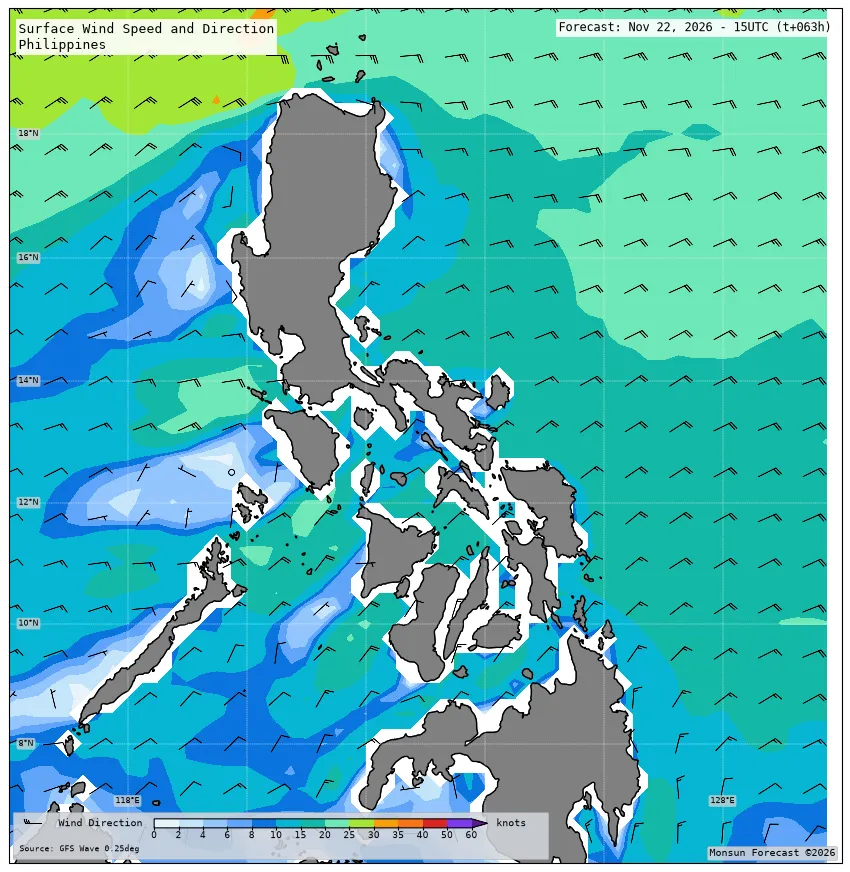 Surface Wind Speed and Direction
Philippines
Forecast: Nov 22, 2026 - 15UTC (t+063h)
18°N
16°N
14°N
12°N
10°N
8°N
118°E
128°E
Wind Direction
knots
0 2 4 6 8 10 15 20 25 30 35 40 50 60
Source: GFS Wave 0.25deg
Monsun Forecast ©2026